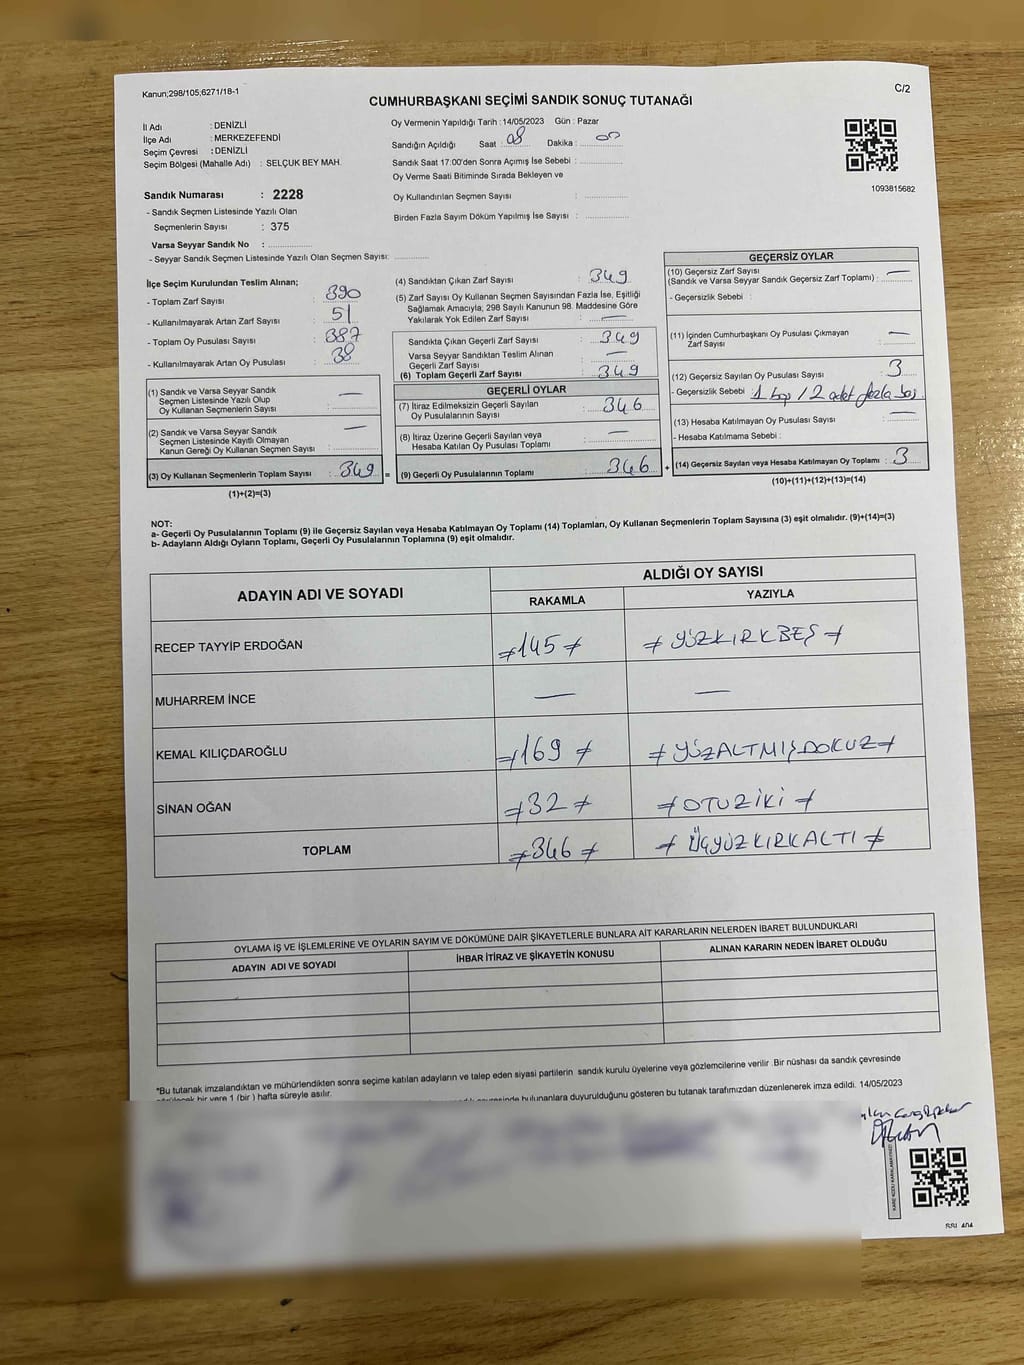 Kanun;298/105;6271/18-1
C/2
CUMHURBAŞKANI SEÇİMİ SANDIK SONUÇ TUTANAĞI
İl Adı : DENİZLİ
İlçe Adı : MERKEZEFENDİ
Seçim Çevresi : DENİZLİ
Seçim Bölgesi (Mahalle Adı) : SELÇUK BEY MAH.
Sandık Numarası : 2228
- Sandık Seçmen Listesinde Yazılı Olan
Seçmenlerin Sayısı : 375
Varsa Seyyar Sandık No :
- Seyyar Sandık Seçmen Listesinde Yazılı Olan Seçmen Sayısı:
Oy Vermenin Yapıldığı Tarih : 14/05/2023 Gün : Pazar
Sandığın Açıldığı Saat : 08 Dakika : 00
Sandık Saat 17:00'den Sonra Açımış İse Sebebi :
Oy Verme Saati Bitiminde Sırada Bekleyen ve
Oy Kullandırılan Seçmen Sayısı :
Birden Fazla Sayım Döküm Yapılmış İse Sayısı :
1093815682
İlçe Seçim Kurulundan Teslim Alınan;
- Toplam Zarf Sayısı : 390
- Kullanılmayarak Artan Zarf Sayısı : 51
- Toplam Oy Pusulası Sayısı : 387
- Kullanılmayarak Artan Oy Pusulası : 38
(1) Sandık ve Varsa Seyyar Sandık
Seçmen Listesinde Yazılı Olup
Oy Kullanan Seçmenlerin Sayısı : —
(2) Sandık ve Varsa Seyyar Sandık
Seçmen Listesinde Kayıtlı Olmayan
Kanun Gereği Oy Kullanan Seçmen Sayısı : —
(3) Oy Kullanan Seçmenlerin Toplam Sayısı : 349 =
(1)+(2)=(3)
(4) Sandıktan Çıkan Zarf Sayısı : 349
(5) Zarf Sayısı Oy Kullanan Seçmen Sayısından Fazla İse, Eşitliği
Sağlamak Amacıyla, 298 Sayılı Kanunun 98. Maddesine Göre
Yakılarak Yok Edilen Zarf Sayısı : —
Sandıkta Çıkan Geçerli Zarf Sayısı : 349
Varsa Seyyar Sandıktan Teslim Alınan
Geçerli Zarf Sayısı : —
(6) Toplam Geçerli Zarf Sayısı : 349
GEÇERLİ OYLAR
(7) İtiraz Edilmeksizin Geçerli Sayılan
Oy Pusulalarının Sayısı : 346
(8) İtiraz Üzerine Geçerli Sayılan veya
Hesaba Katılan Oy Pusulası Toplamı : —
(9) Geçerli Oy Pusulalarının Toplamı : 346 +
GEÇERSİZ OYLAR
(10) Geçersiz Zarf Sayısı
(Sandık ve Varsa Seyyar Sandık Geçersiz Zarf Toplamı) : —
- Geçersizlik Sebebi :
(11) İçinden Cumhurbaşkanı Oy Pusulası Çıkmayan
Zarf Sayısı : —
(12) Geçersiz Sayılan Oy Pusulası Sayısı : 3
- Geçersizlik Sebebi : 1 boş / 2 adet fazla
(13) Hesaba Katılmayan Oy Pusulası Sayısı : —
- Hesaba Katılmama Sebebi :
(14) Geçersiz Sayılan veya Hesaba Katılmayan Oy Toplamı : 3
(10)+(11)+(12)+(13)=(14)
NOT:
a- Geçerli Oy Pusulalarının Toplamı (9) ile Geçersiz Sayılan veya Hesaba Katılmayan Oy Toplamı (14) Toplamları, Oy Kullanan Seçmenlerin Toplam Sayısına (3) eşit olmalıdır. (9)+(14)=(3)
b- Adayların Aldığı Oyların Toplamı, Geçerli Oy Pusulalarının Toplamına (9) eşit olmalıdır.
ADAYIN ADI VE SOYADI
ALDIĞI OY SAYISI
RAKAMLA YAZIYLA
RECEP TAYYİP ERDOĞAN ≠145≠ ≠YÜZKIRKBEŞ≠
MUHARREM İNCE — —
KEMAL KILIÇDAROĞLU ≠169≠ ≠YÜZALTMIŞDOKUZ≠
SİNAN OĞAN ≠32≠ ≠OTUZİKİ≠
TOPLAM ≠346≠ ≠ÜÇYÜZKIRKALTI≠
OYLAMA İŞ VE İŞLEMLERİNE VE OYLARIN SAYIM VE DÖKÜMÜNE DAİR ŞİKAYETLERLE BUNLARA AİT KARARLARIN NELERDEN İBARET BULUNDUKLARI
ADAYIN ADI VE SOYADI İHBAR İTİRAZ VE ŞİKAYETİN KONUSU ALINAN KARARIN NEDEN İBARET OLDUĞU
*Bu tutanak imzalandıktan ve mühürlendikten sonra seçime katılan adayların ve talep eden siyasi partilerin sandık kurulu üyelerine veya gözlemcilerine verilir .Bir nüshası da sandık çevresinde
görülecek bir yere 1 (bir ) hafta süreyle asılır.
bulunanlara duyurulduğunu gösteren bu tutanak tarafımızdan düzenlenerek imza edildi. 14/05/2023